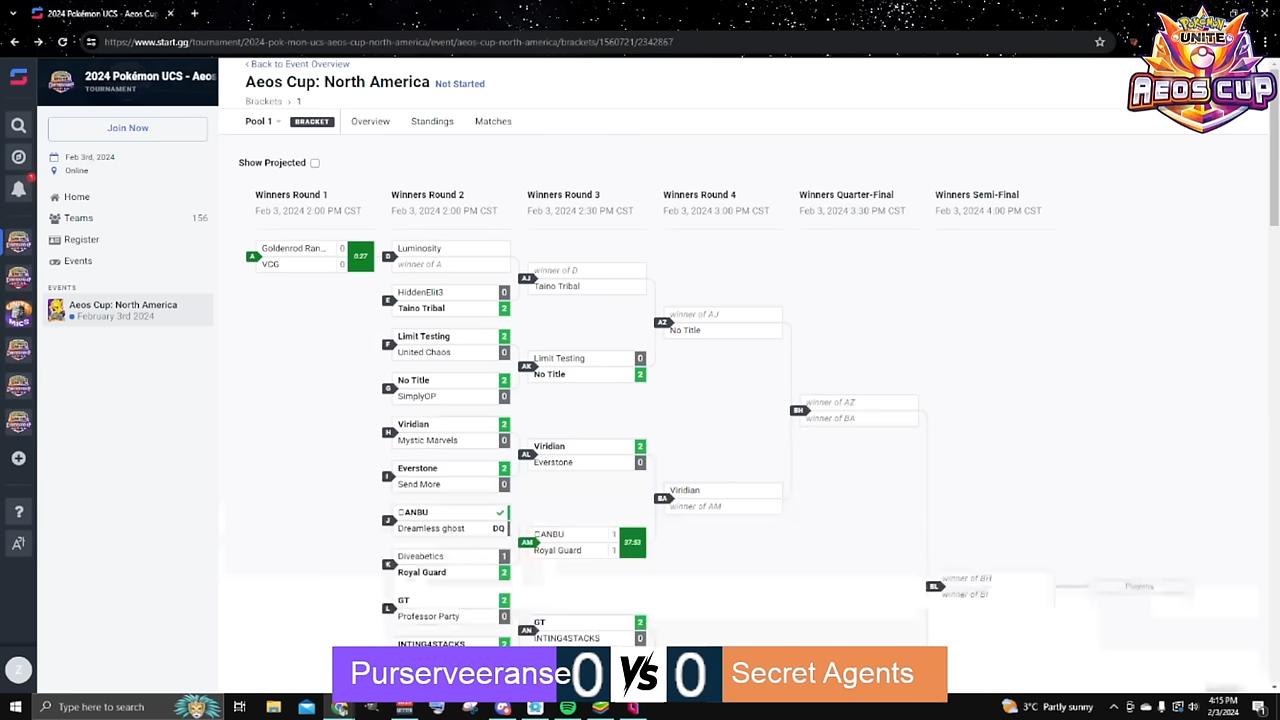 2024 Pokémon UCS - Aeos Cu
https://www.start.gg/tournament/2024-pok-mon-ucs-aeos-cup-north-america/event/aeos-cup-north-america/brackets/1560721/2342867
Pokémon
UNITE
AEOS CUP
2024 Pokémon UCS - Aeos
TOURNAMENT
Join Now
Feb 3rd, 2024
Online
Home
Teams 156
Register
Events
EVENTS
Aeos Cup: North America
February 3rd 2024
‹ Back to Event Overview
Aeos Cup: North America Not Started
Brackets › 1
Pool 1 BRACKET Overview Standings Matches
Show Projected
Winners Round 1
Feb 3, 2024 2:00 PM CST
Winners Round 2
Feb 3, 2024 2:00 PM CST
Winners Round 3
Feb 3, 2024 2:30 PM CST
Winners Round 4
Feb 3, 2024 3:00 PM CST
Winners Quarter-Final
Feb 3, 2024 3:30 PM CST
Winners Semi-Final
Feb 3, 2024 4:00 PM CST
A Goldenrod Ran... 0
VCG 0
0:27
D Luminosity
winner of A
E HiddenElit3 0
Taino Tribal 2
F Limit Testing 2
United Chaos 0
G No Title 2
SimplyOP 0
H Viridian 2
Mystic Marvels 0
I Everstone 2
Send More 0
J ANBU ✓
Dreamless ghost DQ
K Diveabetics 1
Royal Guard 2
L GT 2
Professor Party 0
INTING4STACKS 2
AJ winner of D
Taino Tribal
AK Limit Testing 0
No Title 2
AL Viridian 2
Everstone 0
AM ANBU 1
Royal Guard 1
37:53
AN GT 2
INTING4STACKS 0
AZ winner of AJ
No Title
BA Viridian
winner of AM
BH winner of AZ
winner of BA
BL winner of BH
winner of BI
Purserveeranse 0 VS 0 Secret Agents
Type here to search
3°C Partly sunny
4:15 PM
2/3/2024